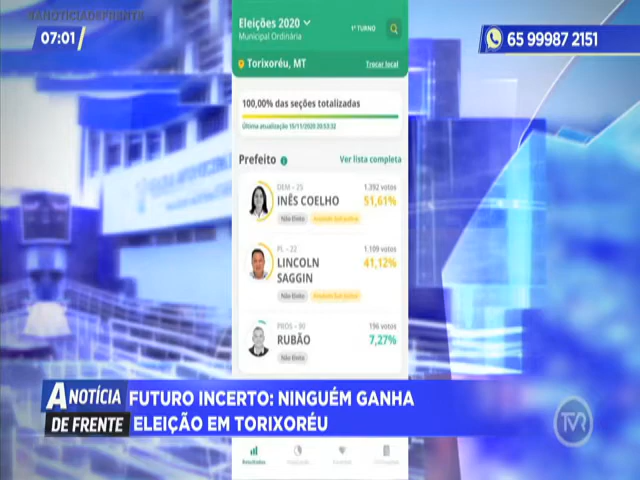 #ANOTICIADEFRENTE
07:01
65 99987 2151
Eleições 2020
Municipal Ordinária
1º TURNO
Torixoréu, MT
Trocar local
100,00% das seções totalizadas
Última atualização 15/11/2020 20:53:32
Prefeito
Ver lista completa
DEM – 25
1.392 votos
INÊS COELHO
51,61%
Não Eleito
PL – 22
1.109 votos
LINCOLN
SAGGIN
41,12%
Não Eleito
PROS – 90
196 votos
RUBÃO
7,27%
Não Eleito
A NOTÍCIA
DE FRENTE
FUTURO INCERTO: NINGUÉM GANHA
ELEIÇÃO EM TORIXORÉU
Resultados
TVR